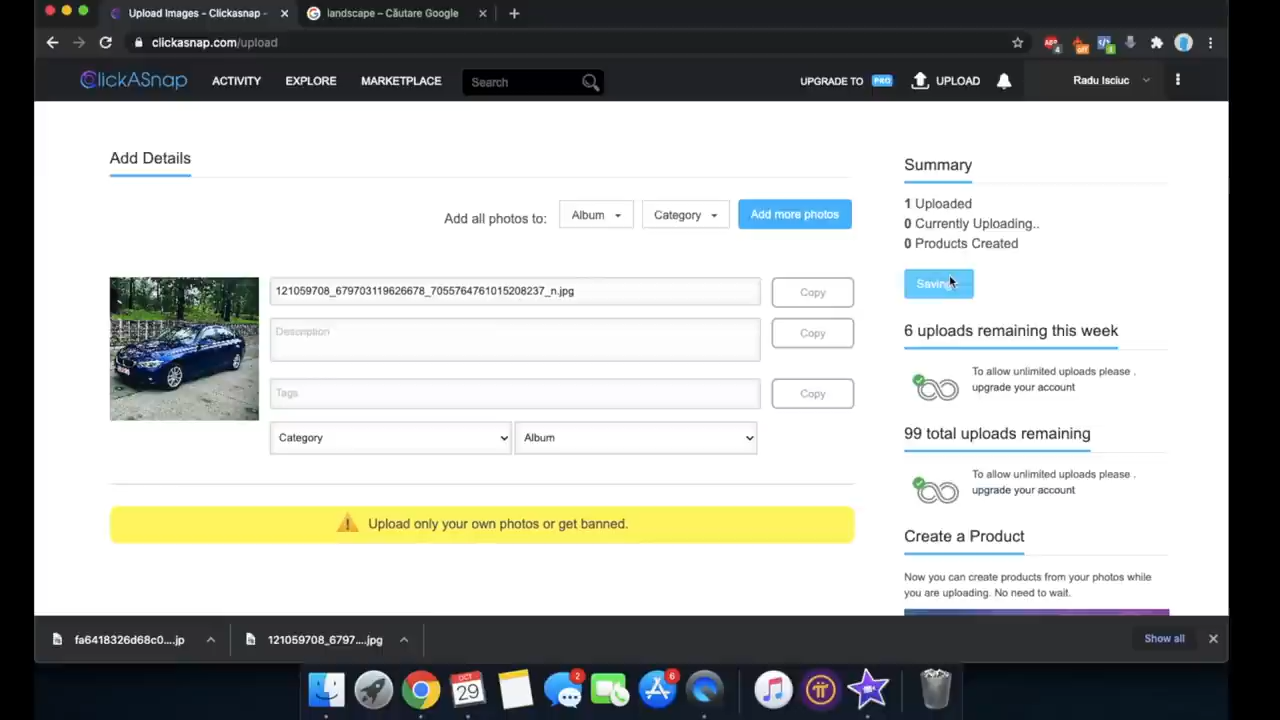 Upload Images – Clickasnap -
landscape – Căutare Google
clickasnap.com/upload
ClickASnap
ACTIVITY
EXPLORE
MARKETPLACE
Search
UPGRADE TO PRO
UPLOAD
Radu Isciuc
Add Details
Add all photos to:
Album
Category
Add more photos
121059708_679703119626678_7055764761015208237_n.jpg
Copy
Description
Copy
Tags
Copy
Category
Album
Upload only your own photos or get banned.
Summary
1 Uploaded
0 Currently Uploading..
0 Products Created
6 uploads remaining this week
To allow unlimited uploads please .
upgrade your account
99 total uploads remaining
To allow unlimited uploads please .
upgrade your account
Create a Product
Now you can create products from your photos while
you are uploading. No need to wait.
fa6418326d68c0....jp
121059708_6797....jpg
Show all
OCT
29
2
6